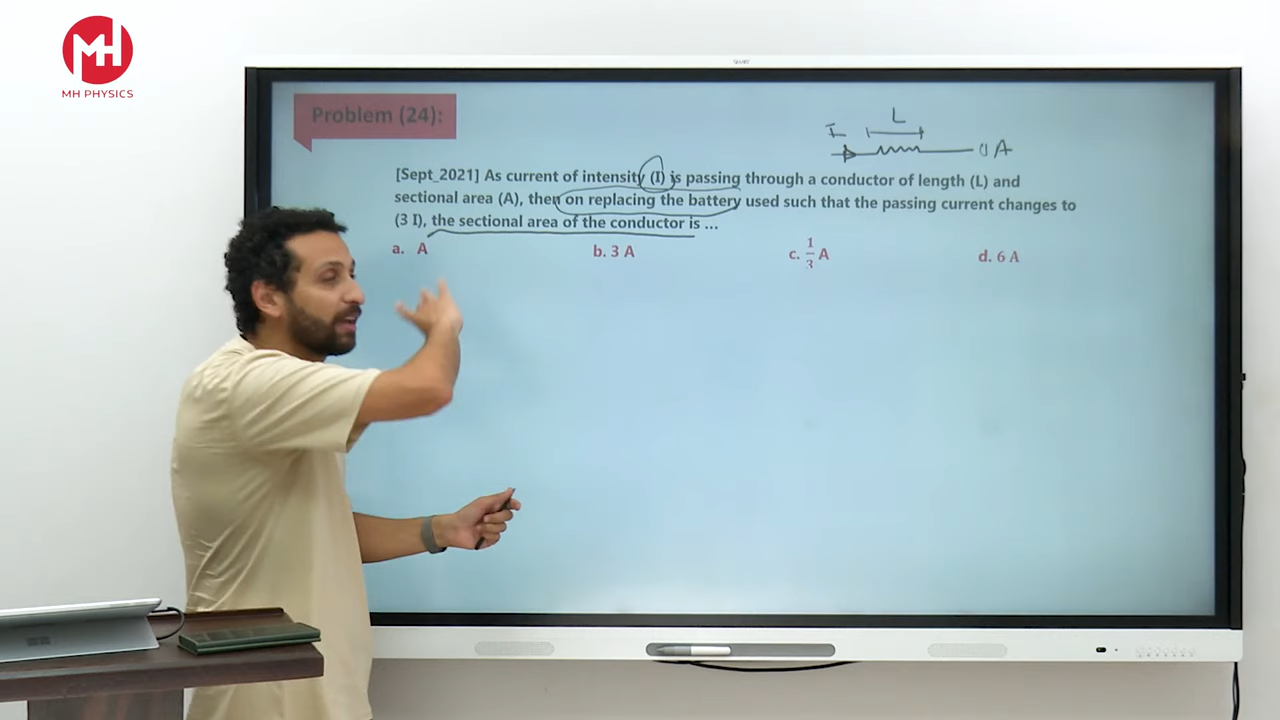 MH
MH PHYSICS
SMART
Problem (24):
I L A
[Sept_2021] As current of intensity (I) is passing through a conductor of length (L) and
sectional area (A), then on replacing the battery used such that the passing current changes to
(3 I), the sectional area of the conductor is ...
a. A b. 3 A c. 1/3 A d. 6 A